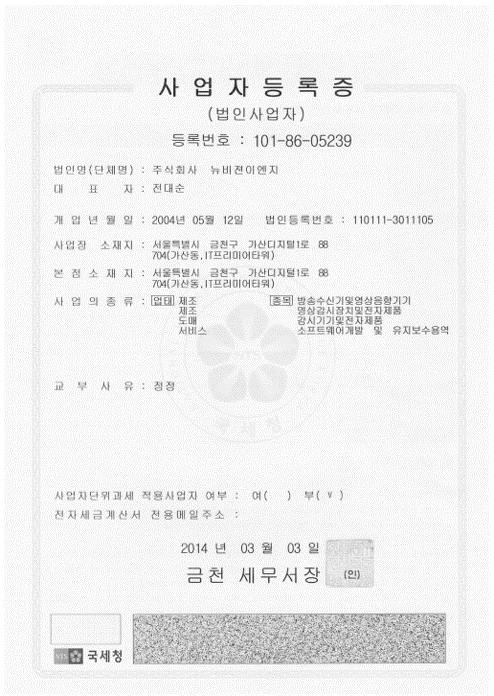 사업자등록증
(법인사업자)
등록번호 : 101-86-05239
법인명(단체명) : 주식회사 뉴비젼이엔지
대 표 자 : 전대순
개 업 년 월 일 : 2004년 05월 12일 법인등록번호 : 110111-3011105
사업장 소재지 : 서울특별시 금천구 가산디지털1로 88
704(가산동,IT프리미어타워)
본 점 소 재 지 : 서울특별시 금천구 가산디지털1로 88
704(가산동,IT프리미어타워)
사 업 의 종 류 : 업태 제조 종목 방송수신기및영상음향기기
제조 영상감시장치및전자제품
도매 감시기기및전자제품
서비스 소프트웨어개발 및 유지보수용역
NTS
국세청
교 부 사 유 : 정정
사업자단위과세 적용사업자 여부 : 여( ) 부( v )
전자세금계산서 전용메일주소 :
2014 년 03 월 03 일
금천 세무서장 (인)
NTS 국세청